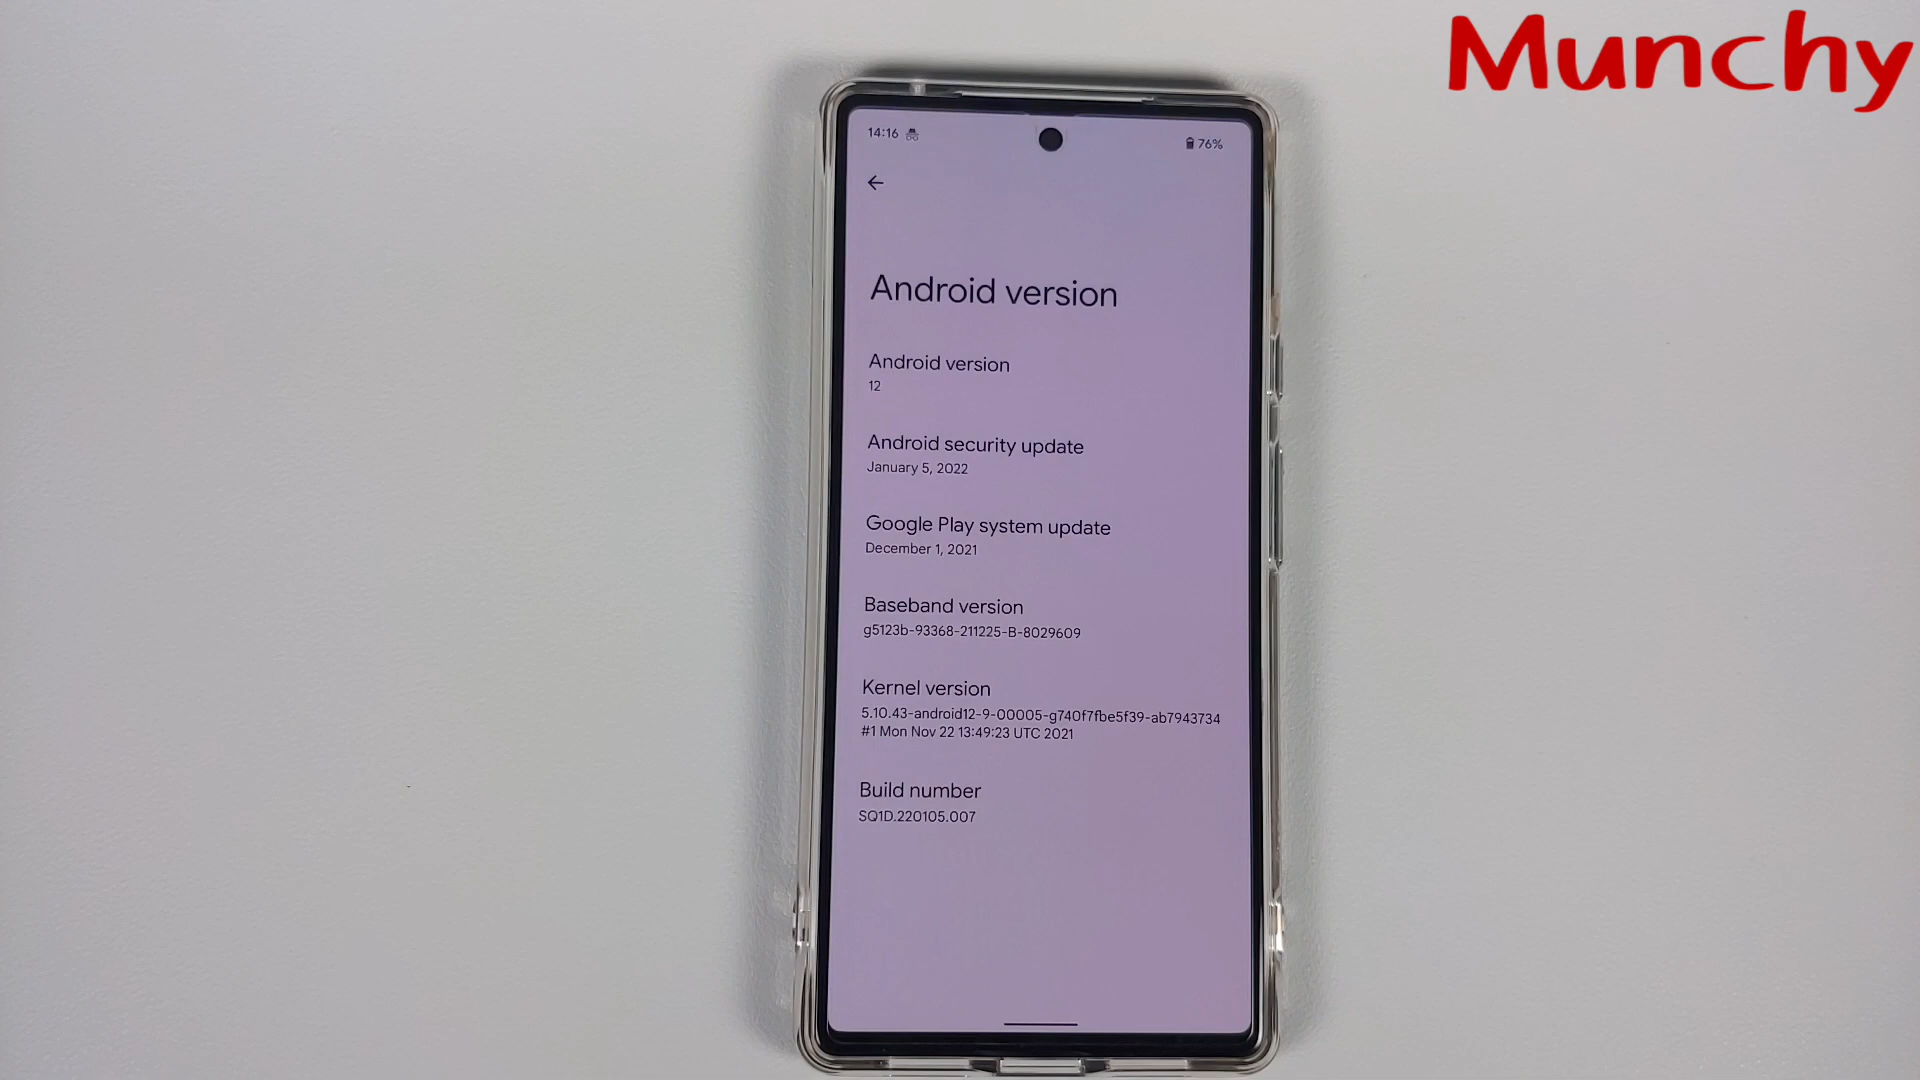 Munchy
14:16
76%
Android version
Android version
12
Android security update
January 5, 2022
Google Play system update
December 1, 2021
Baseband version
g5123b-93368-211225-B-8029609
Kernel version
5.10.43-android12-9-00005-g740f7fbe5f39-ab7943734
#1 Mon Nov 22 13:49:23 UTC 2021
Build number
SQ1D.220105.007